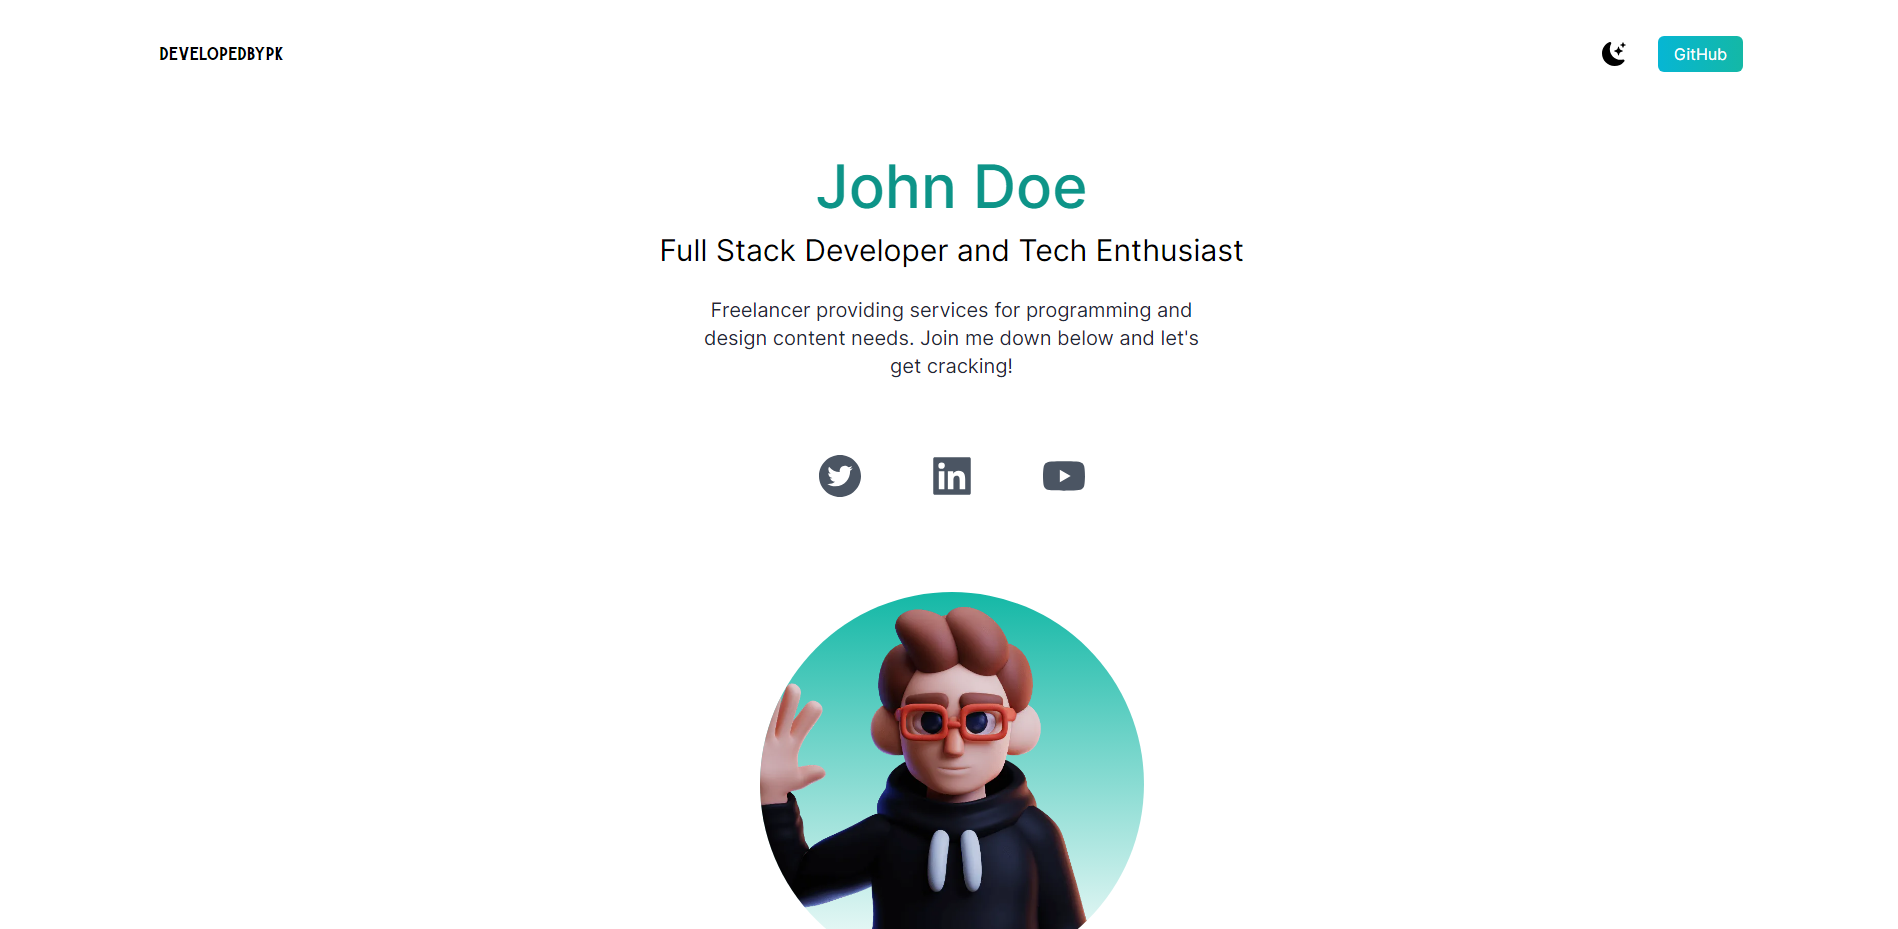 DEVELOPEDBYPK
GitHub
John Doe
Full Stack Developer and Tech Enthusiast
Freelancer providing services for programming and
design content needs. Join me down below and let's
get cracking!
in